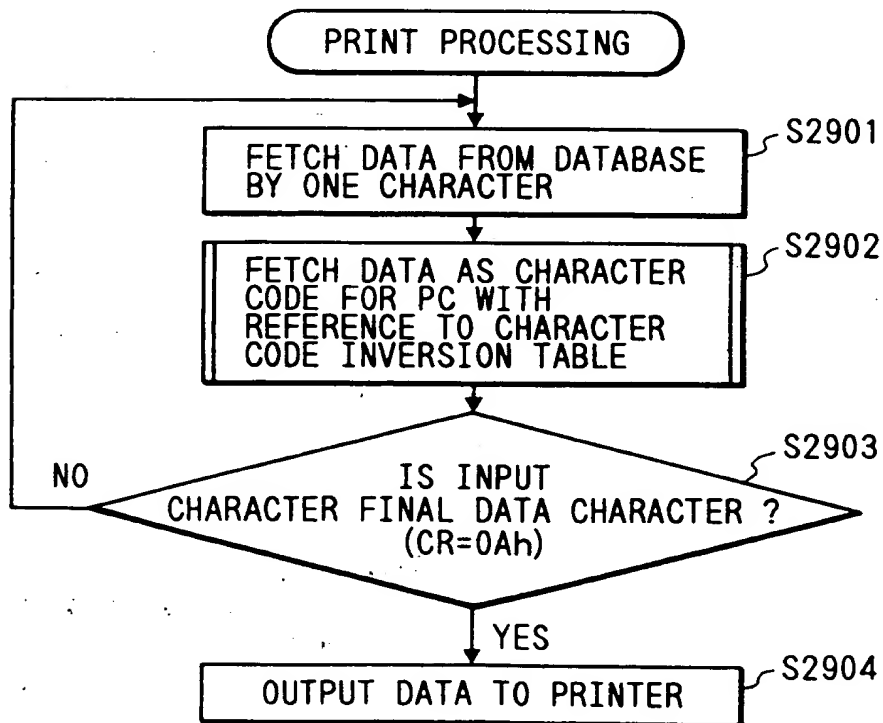 PRINT PROCESSING
S2901
FETCH DATA FROM DATABASE
BY ONE CHARACTER
S2902
FETCH DATA AS CHARACTER
CODE FOR PC WITH
REFERENCE TO CHARACTER
CODE INVERSION TABLE
S2903
NO
IS INPUT
CHARACTER FINAL DATA CHARACTER ?
(CR=0Ah)
YES
S2904
OUTPUT DATA TO PRINTER